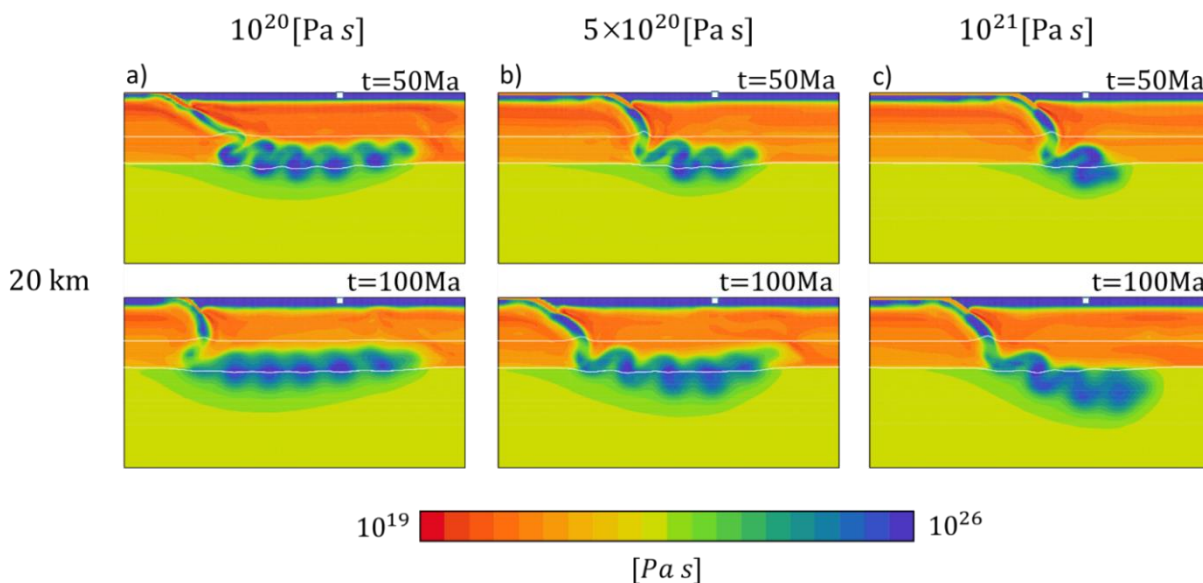 10^20 [Pa s] 5×10^20 [Pa s] 10^21 [Pa s]
a) t=50Ma b) t=50Ma c) t=50Ma
20 km
t=100Ma t=100Ma t=100Ma
10^19 10^26
[Pa s]